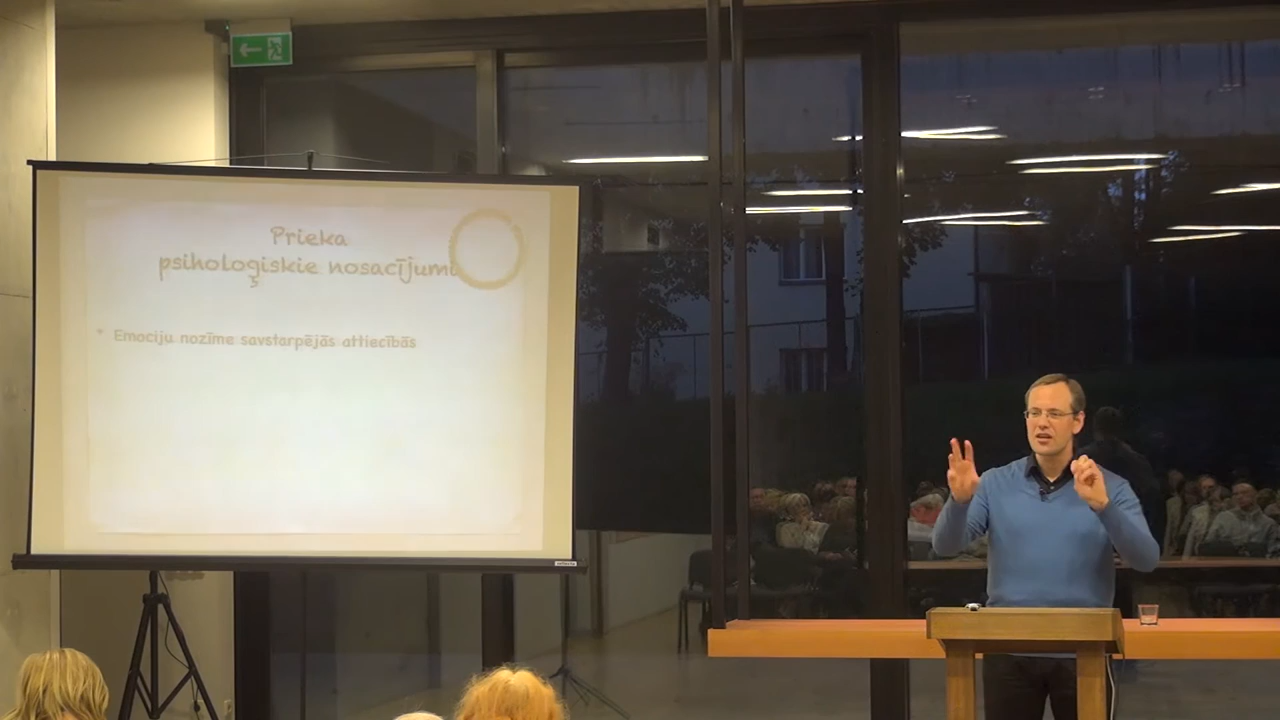 Prieka
psiholoģiskie nosacījumi
* Emociju nozīme savstarpējās attiecībās